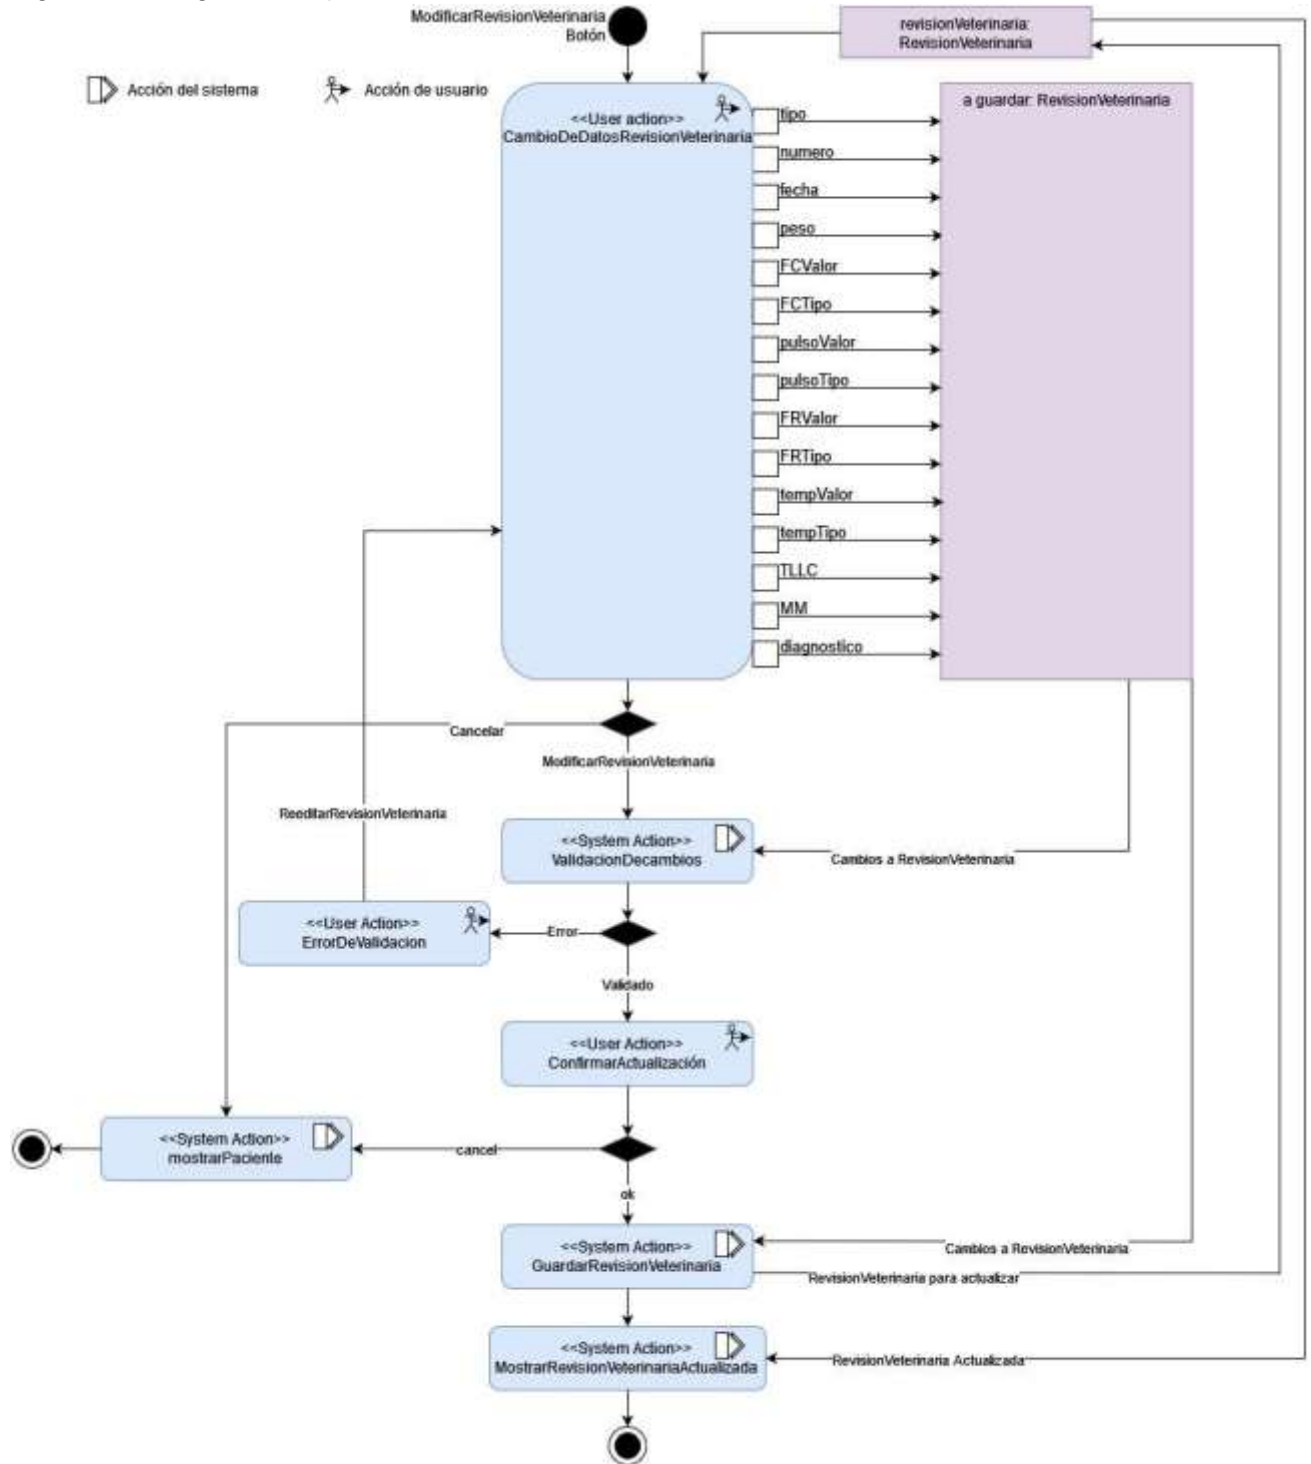 ModificarRevisionVeterinaria
Botón
revisionVeterinaria:
RevisionVeterinaria
Acción del sistema
Acción de usuario
<<User action>>
CambioDeDatosRevisionVeterinaria
a guardar: RevisionVeterinaria
tipo
numero
fecha
peso
FCValor
FCTipo
pulsoValor
pulsoTipo
FRValor
FRTipo
tempValor
tempTipo
TLLC
MM
diagnostico
Cancelar
ModificarRevisionVeterinaria
ReeditarRevisionVeterinaria
<<System Action>>
ValidacionDecambios
Cambios a RevisionVeterinaria
<<User Action>>
ErrorDeValidacion
Error
Validado
<<User Action>>
ConfirmarActualización
<<System Action>>
mostrarPaciente
cancel
ok
<<System Action>>
GuardarRevisionVeterinaria
Cambios a RevisionVeterinaria
RevisionVeterinaria para actualizar
<<System Action>>
MostrarRevisionVeterinariaActualizada
RevisionVeterinaria Actualizada